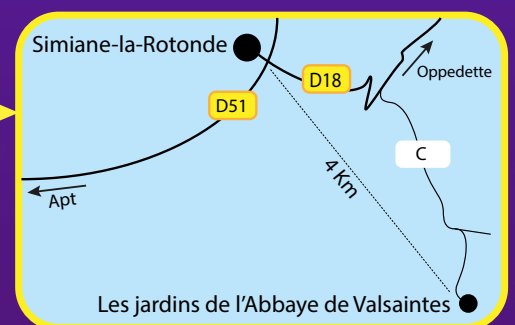 Simiane-la-Rotonde
Oppedette
D18
D51
C
4 Km
Apt
Les jardins de l'Abbaye de Valsaintes